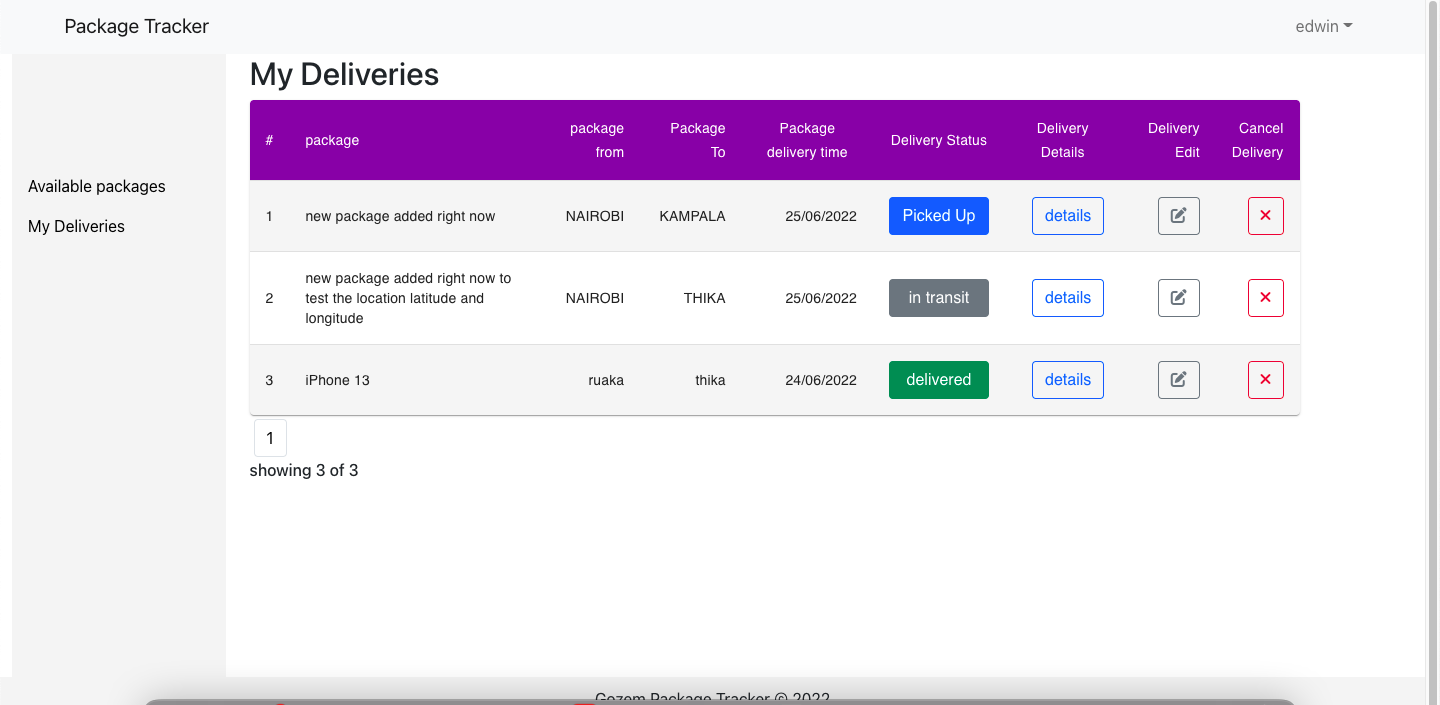 Package Tracker
edwin
My Deliveries
Available packages
My Deliveries
# package package from Package To Package delivery time Delivery Status Delivery Details Delivery Edit Cancel Delivery
1 new package added right now NAIROBI KAMPALA 25/06/2022 Picked Up details
2 new package added right now to test the location latitude and longitude NAIROBI THIKA 25/06/2022 in transit details
3 iPhone 13 ruaka thika 24/06/2022 delivered details
1
showing 3 of 3
Gozem Package Tracker © 2022